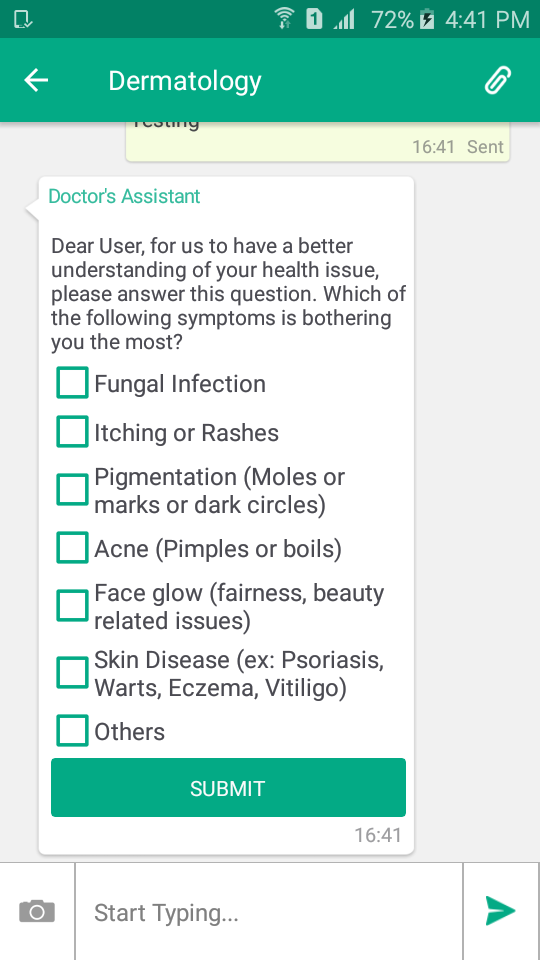 72% 4:41 PM
Dermatology
Testing
16:41 Sent
Doctor's Assistant
Dear User, for us to have a better
understanding of your health issue,
please answer this question. Which of
the following symptoms is bothering
you the most?
Fungal Infection
Itching or Rashes
Pigmentation (Moles or
marks or dark circles)
Acne (Pimples or boils)
Face glow (fairness, beauty
related issues)
Skin Disease (ex: Psoriasis,
Warts, Eczema, Vitiligo)
Others
SUBMIT
16:41
Start Typing...